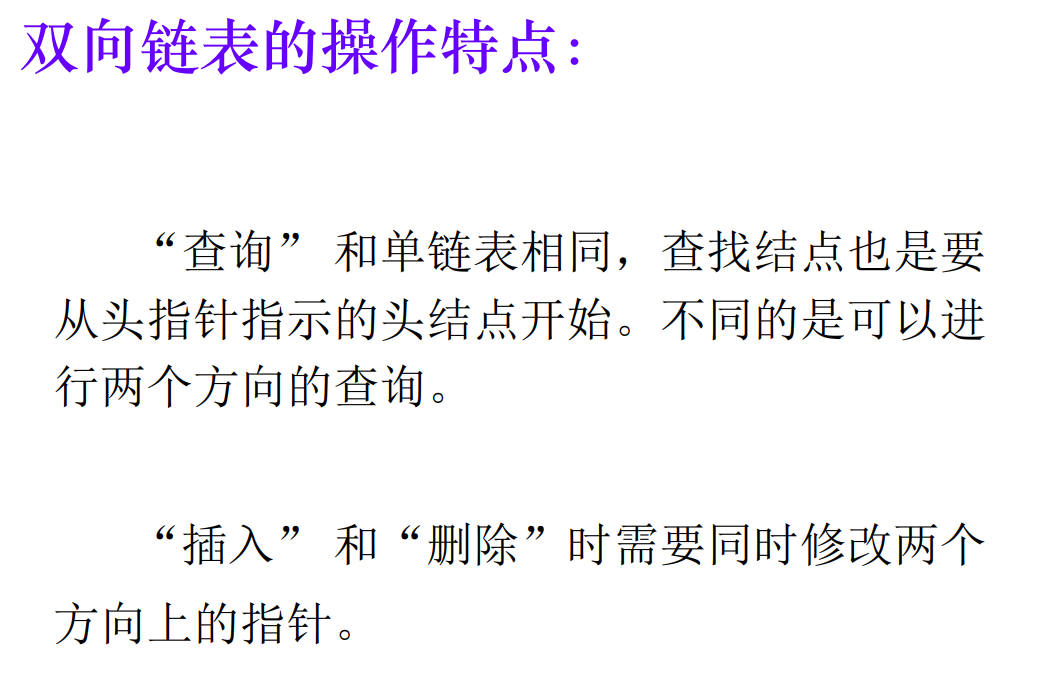 双向链表的操作特点：
“查询” 和单链表相同，查找结点也是要
从头指针指示的头结点开始。不同的是可以进
行两个方向的查询。
“插入” 和“删除”时需要同时修改两个
方向上的指针。